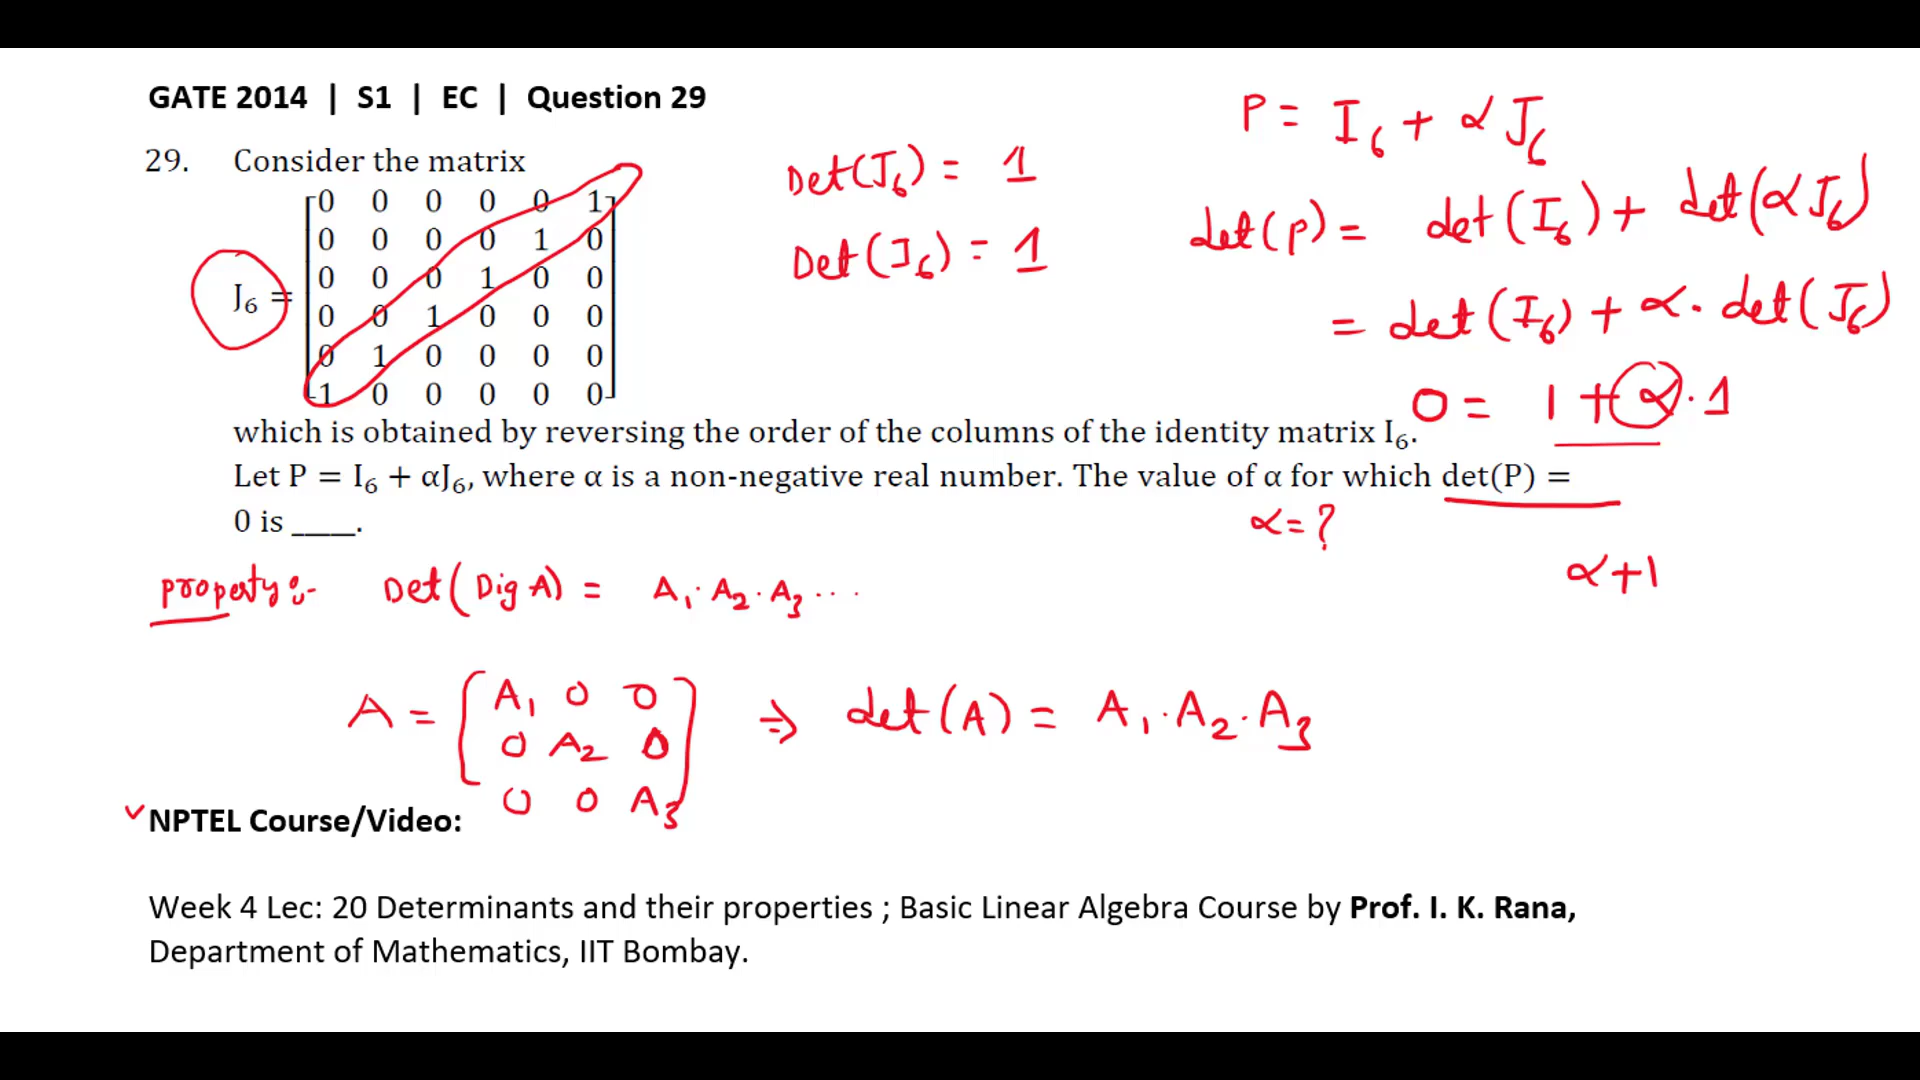 GATE 2014 | S1 | EC | Question 29
29. Consider the matrix
J₆ =
0 0 0 0 0 1
0 0 0 0 1 0
0 0 0 1 0 0
0 0 1 0 0 0
0 1 0 0 0 0
1 0 0 0 0 0
which is obtained by reversing the order of the columns of the identity matrix I₆.
Let P = I₆ + αJ₆, where α is a non-negative real number. The value of α for which det(P) =
0 is ____.
Det(J₆) = 1
Det(I₆) = 1
P = I₆ + αJ₆
det(P) = det(I₆) + det(αJ₆)
= det(I₆) + α. det(J₆)
0 = 1 + α.1
α = ?
α+1
property:- Det(Dig A) = A₁. A₂. A₃ ...
A =
A₁ 0 0
0 A₂ 0
0 0 A₃
⇒ det(A) = A₁. A₂. A₃
✓ NPTEL Course/Video:
Week 4 Lec: 20 Determinants and their properties ; Basic Linear Algebra Course by Prof. I. K. Rana,
Department of Mathematics, IIT Bombay.